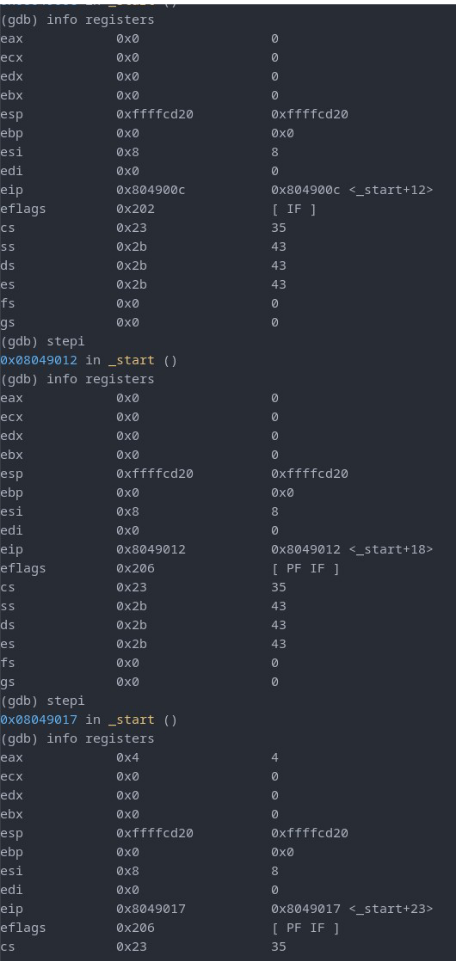 (gdb) info registers
eax 0x0 0
ecx 0x0 0
edx 0x0 0
ebx 0x0 0
esp 0xffffcd20 0xffffcd20
ebp 0x0 0x0
esi 0x8 8
edi 0x0 0
eip 0x804900c 0x804900c <_start+12>
eflags 0x202 [ IF ]
cs 0x23 35
ss 0x2b 43
ds 0x2b 43
es 0x2b 43
fs 0x0 0
gs 0x0 0
(gdb) stepi
0x08049012 in _start ()
(gdb) info registers
eax 0x0 0
ecx 0x0 0
edx 0x0 0
ebx 0x0 0
esp 0xffffcd20 0xffffcd20
ebp 0x0 0x0
esi 0x8 8
edi 0x0 0
eip 0x8049012 0x8049012 <_start+18>
eflags 0x206 [ PF IF ]
cs 0x23 35
ss 0x2b 43
ds 0x2b 43
es 0x2b 43
fs 0x0 0
gs 0x0 0
(gdb) stepi
0x08049017 in _start ()
(gdb) info registers
eax 0x4 4
ecx 0x0 0
edx 0x0 0
ebx 0x0 0
esp 0xffffcd20 0xffffcd20
ebp 0x0 0x0
esi 0x8 8
edi 0x0 0
eip 0x8049017 0x8049017 <_start+23>
eflags 0x206 [ PF IF ]
cs 0x23 35